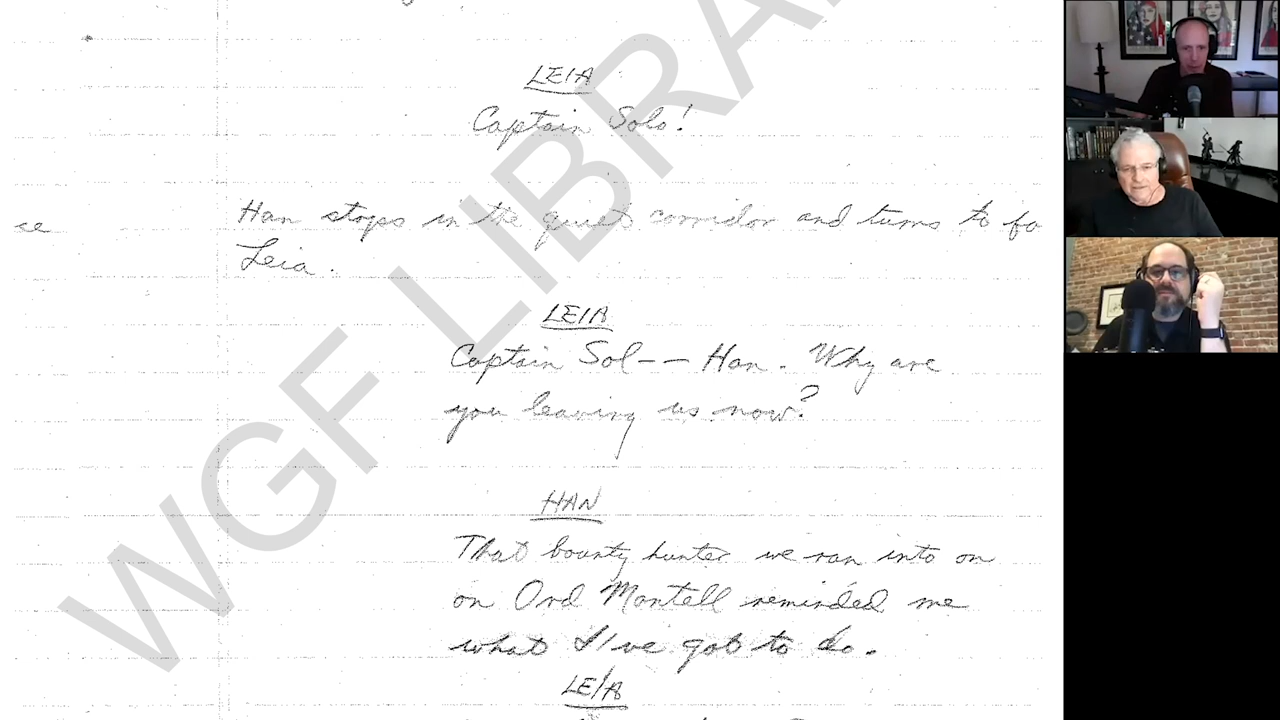 LEIA
Captain Solo!
Han stops in the quiet corridor and turns to fa
ce
Leia.
LEIA
Captain Sol-- Han. Why are
you leaving us now?
HAN
That bounty hunter we ran into on
on Ord Mantell reminded me
what I've got to do.
LEIA
WGF LIBRA